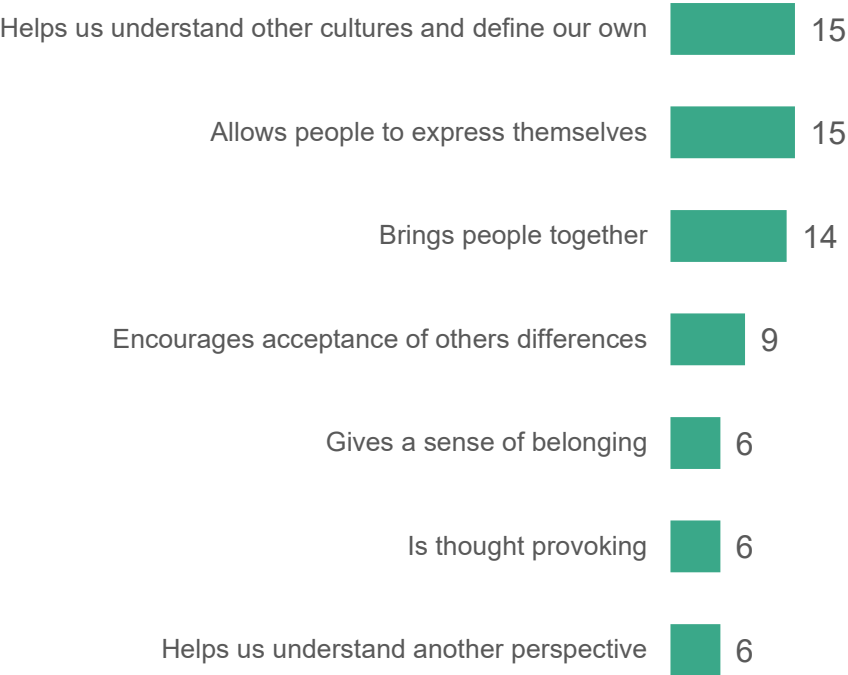 Helps us understand other cultures and define our own 15
Allows people to express themselves 15
Brings people together 14
Encourages acceptance of others differences 9
Gives a sense of belonging 6
Is thought provoking 6
Helps us understand another perspective 6